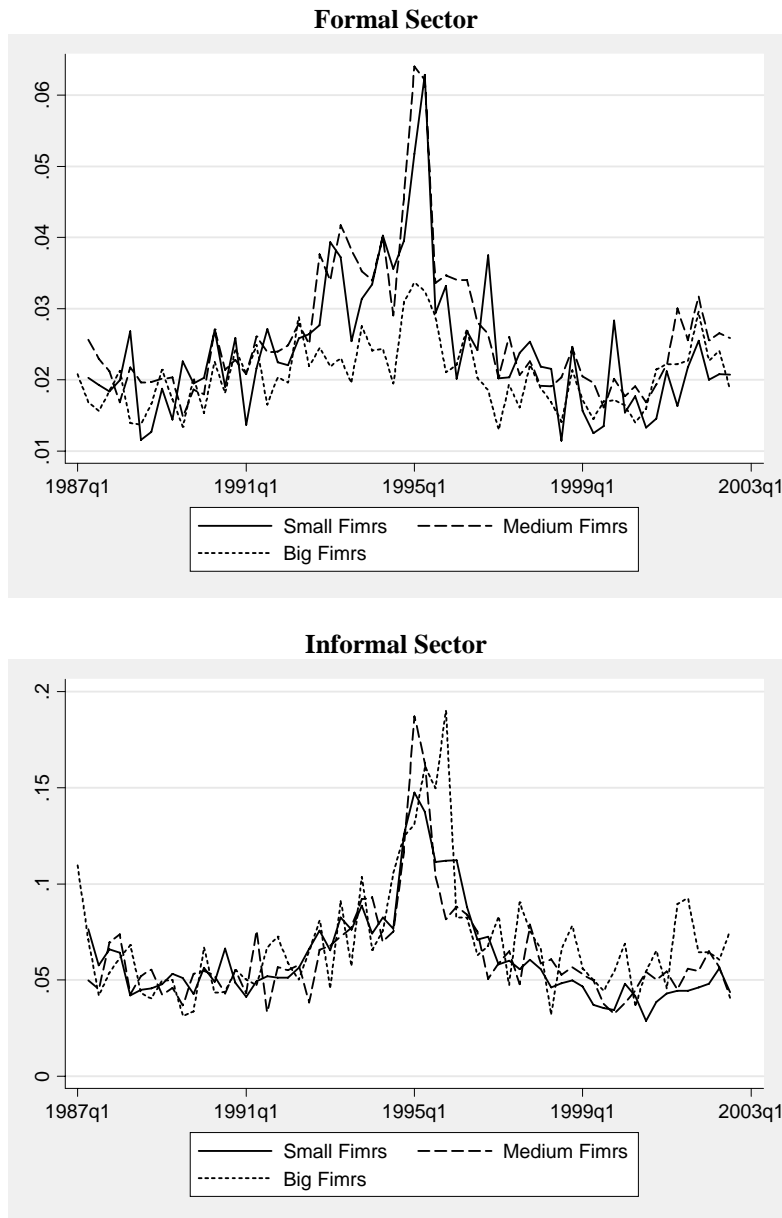 Formal Sector
.06
.05
.04
.03
.02
.01
1987q1 1991q1 1995q1 1999q1 2003q1
Small Fimrs Medium Fimrs
Big Fimrs
Informal Sector
.2
.15
.1
.05
0
1987q1 1991q1 1995q1 1999q1 2003q1
Small Fimrs Medium Fimrs
Big Fimrs